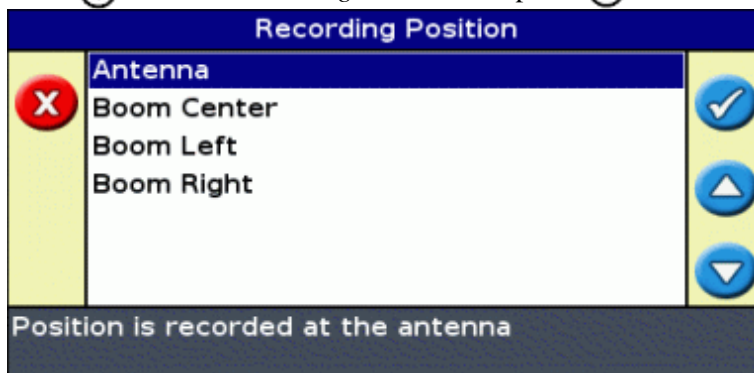 Recording Position
Antenna
Boom Center
Boom Left
Boom Right
Position is recorded at the antenna